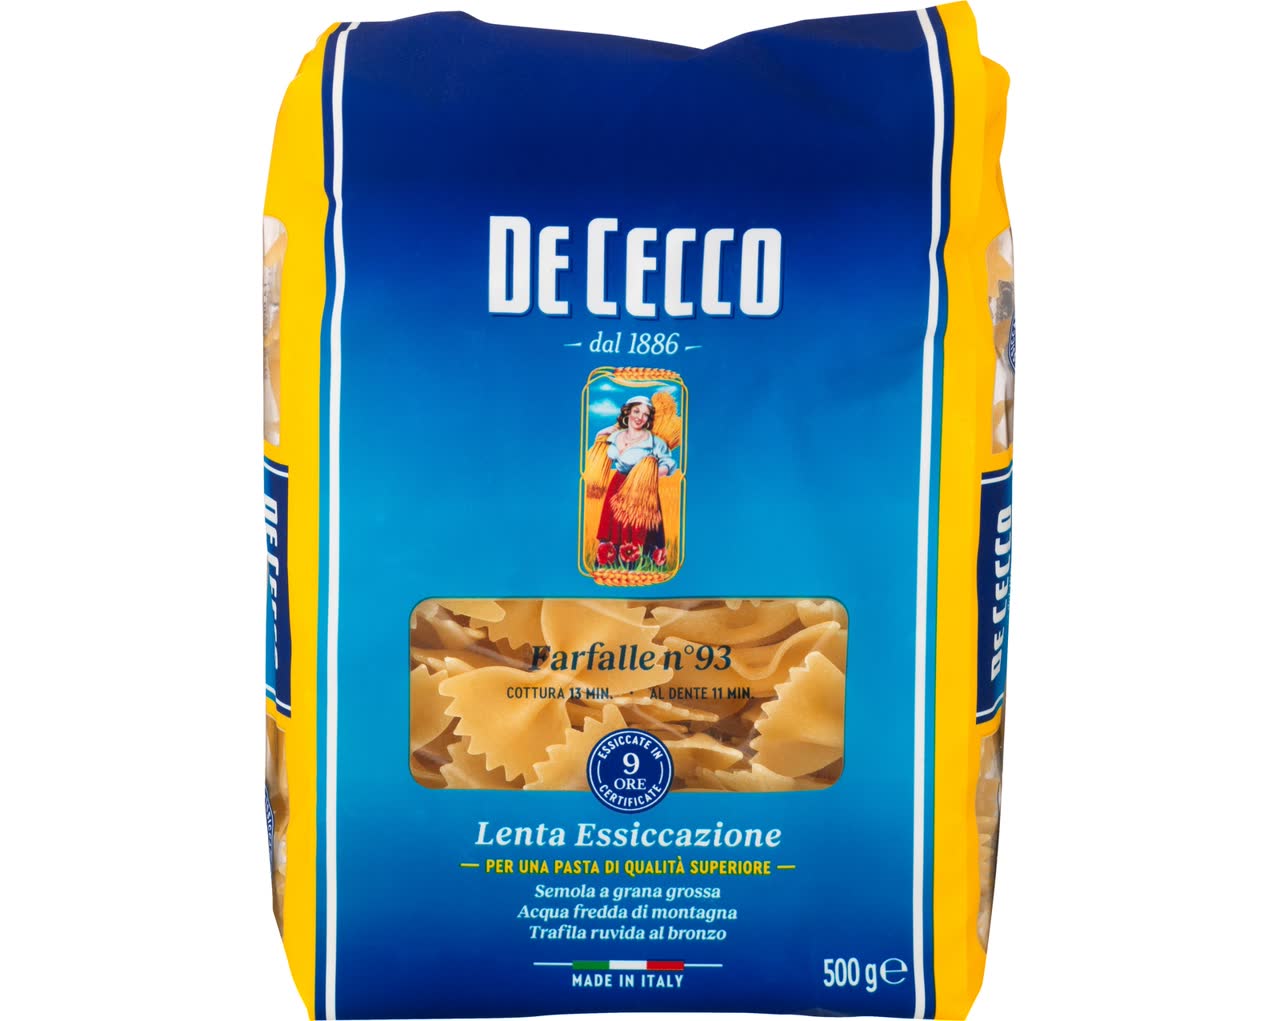 DE CECCO
dal 1886
Farfalle n°93
COTTURA 13 MIN. · AL DENTE 11 MIN.
ESSICCATE IN
9
ORE
CERTIFICATE
Lenta Essiccazione
PER UNA PASTA DI QUALITÀ SUPERIORE
Semola a grana grossa
Acqua fredda di montagna
Trafila ruvida al bronzo
MADE IN ITALY
500 g ℮
DE CECCO
DE CECCO